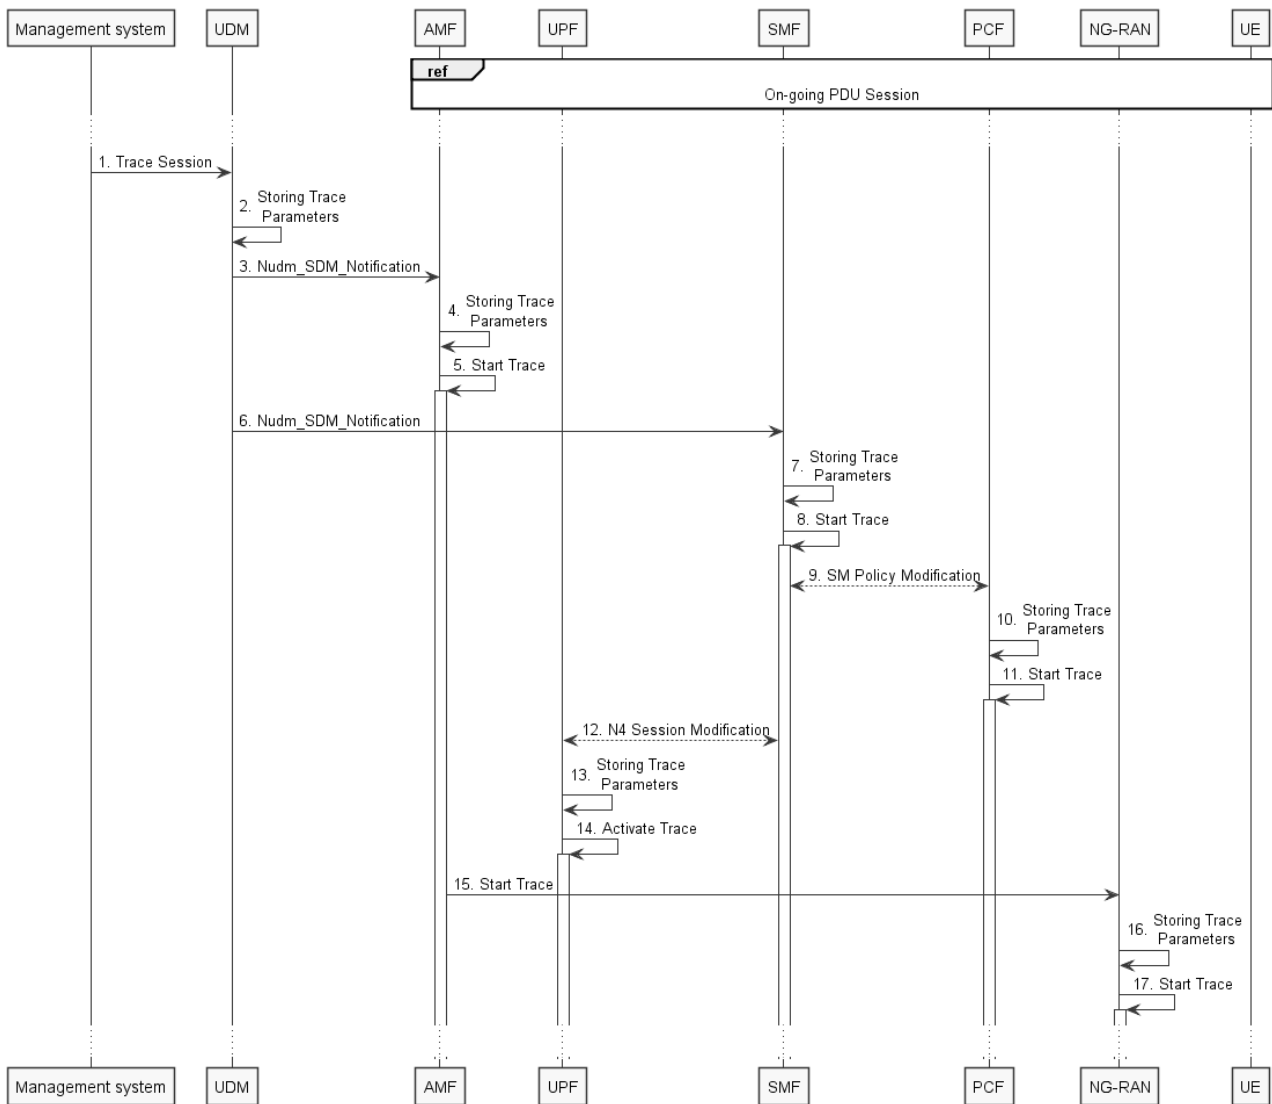 Management system UDM AMF UPF SMF PCF NG-RAN UE
ref
On-going PDU Session
1. Trace Session
Storing Trace
2. Parameters
3. Nudm_SDM_Notification
Storing Trace
4. Parameters
5. Start Trace
6. Nudm_SDM_Notification
Storing Trace
7. Parameters
8. Start Trace
9. SM Policy Modification
Storing Trace
10. Parameters
11. Start Trace
12. N4 Session Modification
Storing Trace
13. Parameters
14. Activate Trace
15. Start Trace
Storing Trace
16. Parameters
17. Start Trace
Management system UDM AMF UPF SMF PCF NG-RAN UE